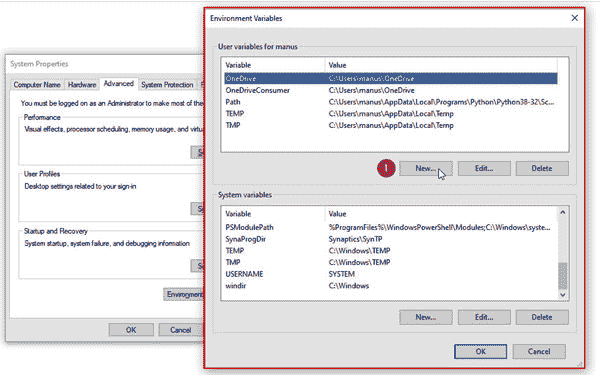 Environment Variables
System Properties
Computer Name Hardware Advanced System Protection
You must be logged on as an Administrator to make most of
Performance
Visual effects, processor scheduling, memory usage, and
User Profiles
Desktop settings related to your sign-in
Startup and Recovery
System startup, system failure, and debugging information
Environment
OK Cancel
User variables for manus
Variable Value
OneDrive C:\Users\manus\OneDrive
OneDriveConsumer C:\Users\manus\OneDrive
Path C:\Users\manus\AppData\Local\Programs\Python\Python38-32\Sc...
TEMP C:\Users\manus\AppData\Local\Temp
TMP C:\Users\manus\AppData\Local\Temp
1 New... Edit... Delete
System variables
Variable Value
PSModulePath %ProgramFiles%\WindowsPowerShell\Modules;C:\Windows\syste...
SynaProgDir Synaptics\SynTP
TEMP C:\Windows\TEMP
TMP C:\Windows\TEMP
USERNAME SYSTEM
windir C:\Windows
New... Edit... Delete
OK Cancel